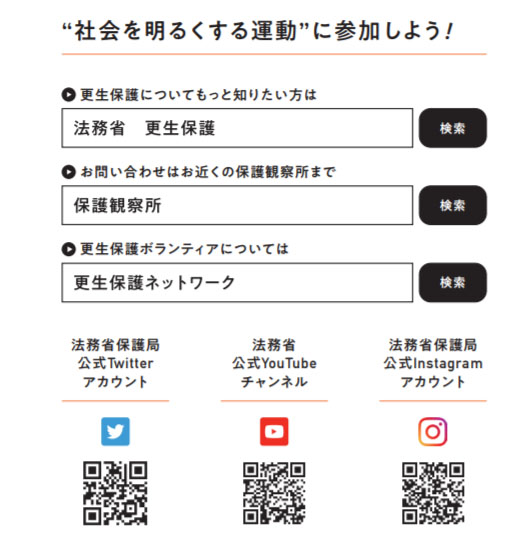 “社会を明るくする運動”に参加しよう!
更生保護についてもっと知りたい方は
法務省　更生保護
検索
お問い合わせはお近くの保護観察所まで
保護観察所
検索
更生保護ボランティアについては
更生保護ネットワーク
検索
法務省保護局
公式Twitter
アカウント
法務省
公式YouTube
チャンネル
法務省保護局
公式Instagram
アカウント